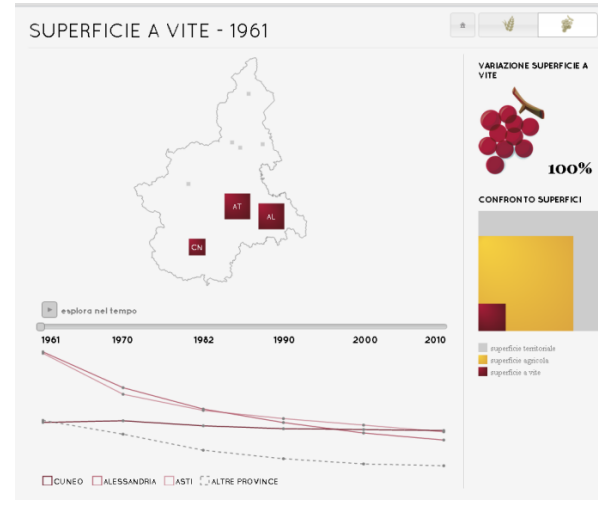 SUPERFICIE A VITE - 1961
VARIAZIONE SUPERFICIE A
VITE
100%
CONFRONTO SUPERFICI
AT
AL
CN
esplora nel tempo
1961 1970 1982 1990 2000 2010
superficie territoriale
superficie agricola
superficie a vite
CUNEO ALESSANDRIA ASTI ALTRE PROVINCE